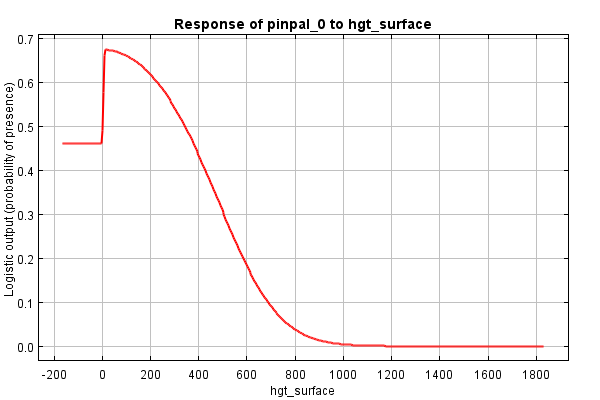 Response of pinpal_0 to hgt_surface
Logistic output (probability of presence)
0.7
0.6
0.5
0.4
0.3
0.2
0.1
0.0
-200 0 200 400 600 800 1000 1200 1400 1600 1800
hgt_surface